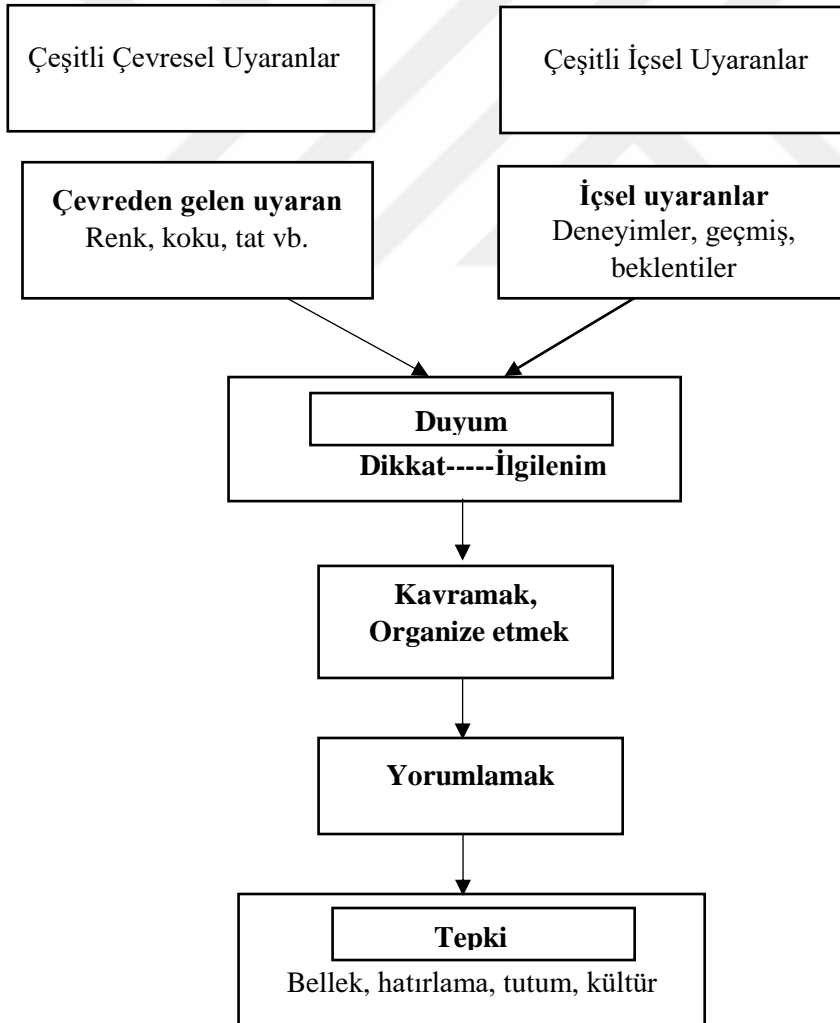 Çeşitli Çevresel Uyaranlar
Çeşitli İçsel Uyaranlar
Çevreden gelen uyaran
Renk, koku, tat vb.
İçsel uyaranlar
Deneyimler, geçmiş,
beklentiler
Duyum
Dikkat-----İlgilenim
Kavramak,
Organize etmek
Yorumlamak
Tepki
Bellek, hatırlama, tutum, kültür